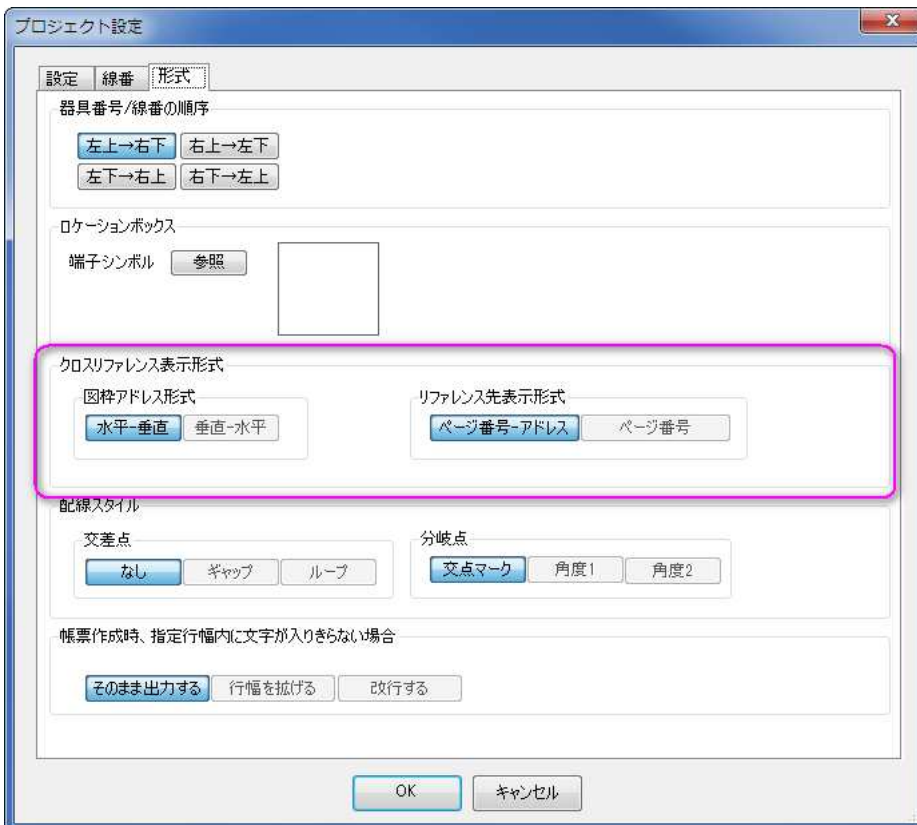 プロジェクト設定
設定 線番 形式
器具番号/線番の順序
左上→右下 右上→左下
左下→右上 右下→左上
ロケーションボックス
端子シンボル 参照
クロスリファレンス表示形式
図枠アドレス形式 リファレンス先表示形式
水平-垂直 垂直-水平 ページ番号-アドレス ページ番号
配線スタイル
交差点 分岐点
なし ギャップ ループ 交点マーク 角度1 角度2
帳票作成時、指定行幅内に文字が入りきらない場合
そのまま出力する 行幅を拡げる 改行する
OK キャンセル